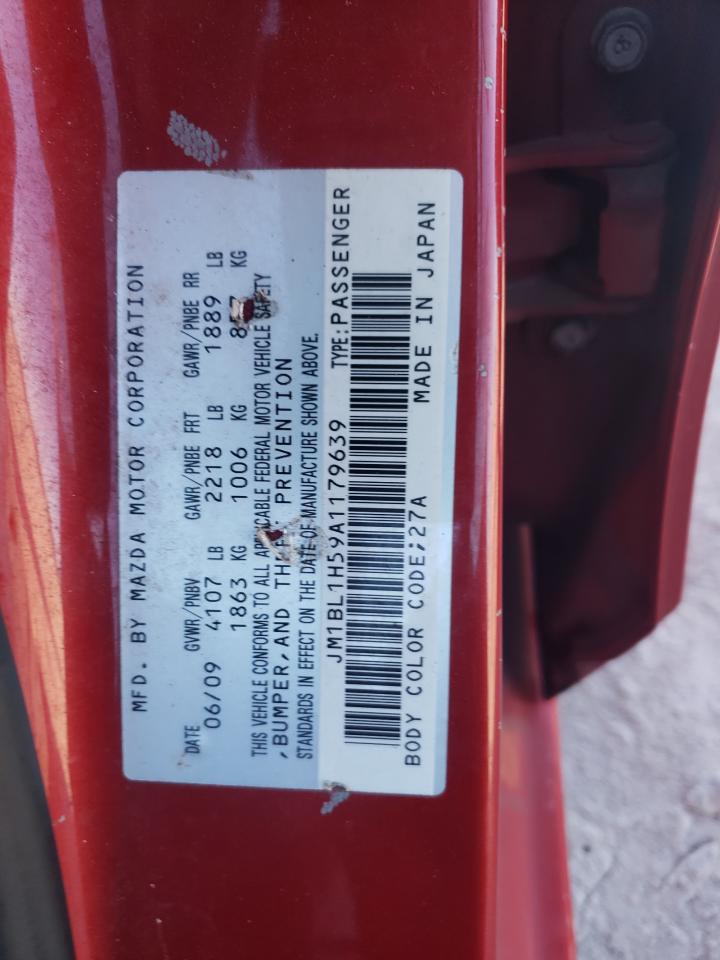 MFD. BY MAZDA MOTOR CORPORATION
DATE GVWR/PNBV GAWR/PNBE FRT GAWR/PNBE RR
06/09 4107 LB 2218 LB 1889 LB
1863 KG 1006 KG KG
THIS VEHICLE CONFORMS TO ALL APPLICABLE FEDERAL MOTOR VEHICLE SAFETY
, BUMPER, AND PREVENTION
STANDARDS IN EFFECT ON THE DATE OF MANUFACTURE SHOWN ABOVE.
JM1BL1H59A1179639 TYPE:PASSENGER
BODY COLOR CODE;27A MADE IN JAPAN